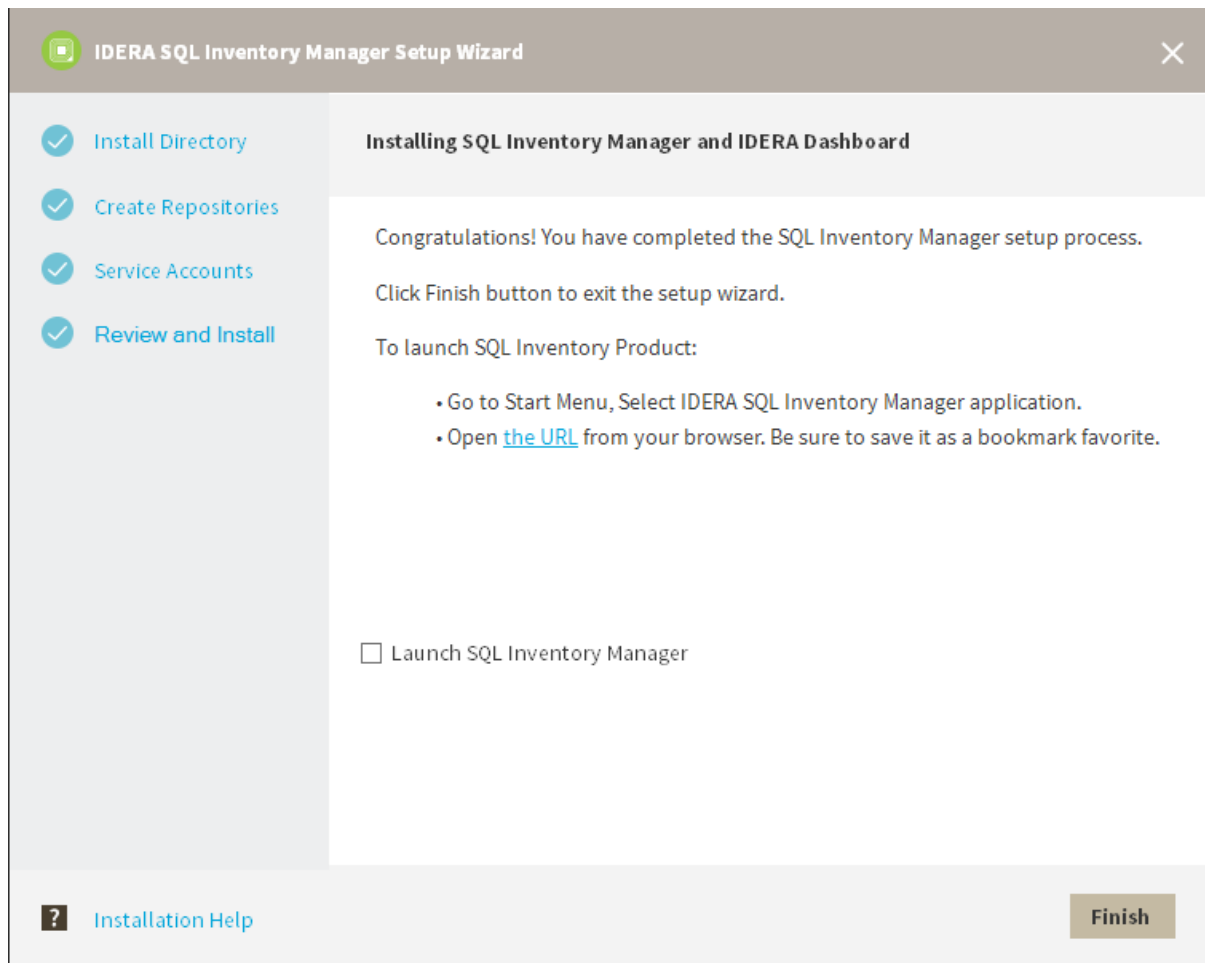 IDERA SQL Inventory Manager Setup Wizard
Install Directory
Create Repositories
Service Accounts
Review and Install
Installing SQL Inventory Manager and IDERA Dashboard
Congratulations! You have completed the SQL Inventory Manager setup process.
Click Finish button to exit the setup wizard.
To launch SQL Inventory Product:
• Go to Start Menu, Select IDERA SQL Inventory Manager application.
• Open the URL from your browser. Be sure to save it as a bookmark favorite.
Launch SQL Inventory Manager
? Installation Help
Finish